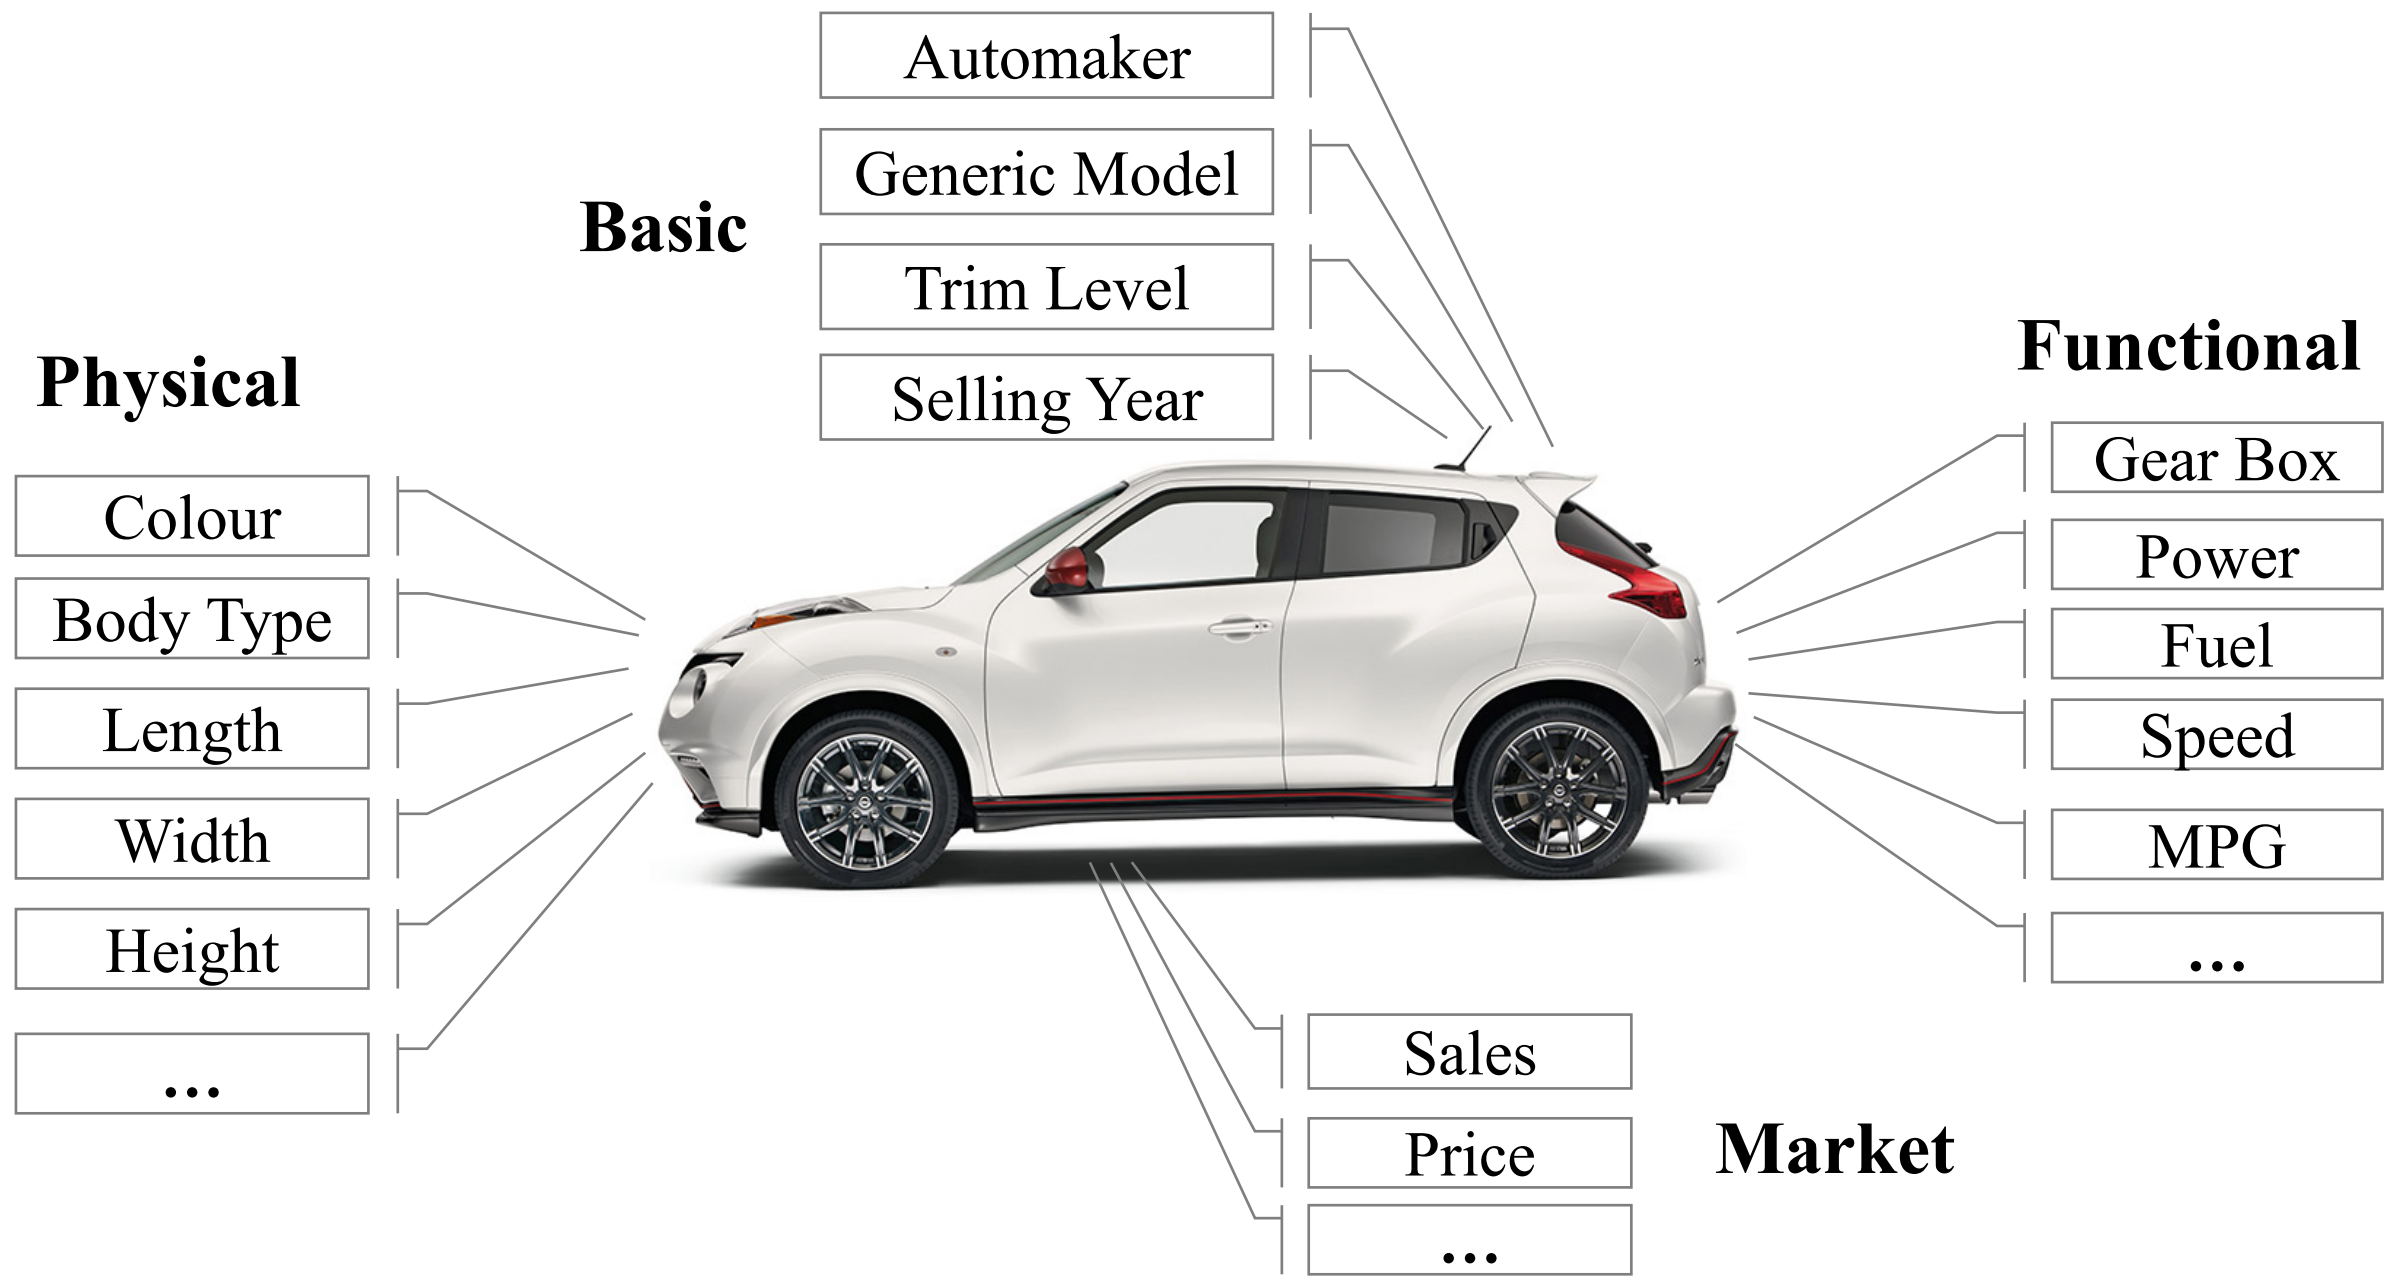 Basic
Automaker
Generic Model
Trim Level
Selling Year
Physical
Colour
Body Type
Length
Width
Height
...
Functional
Gear Box
Power
Fuel
Speed
MPG
...
Market
Sales
Price
...